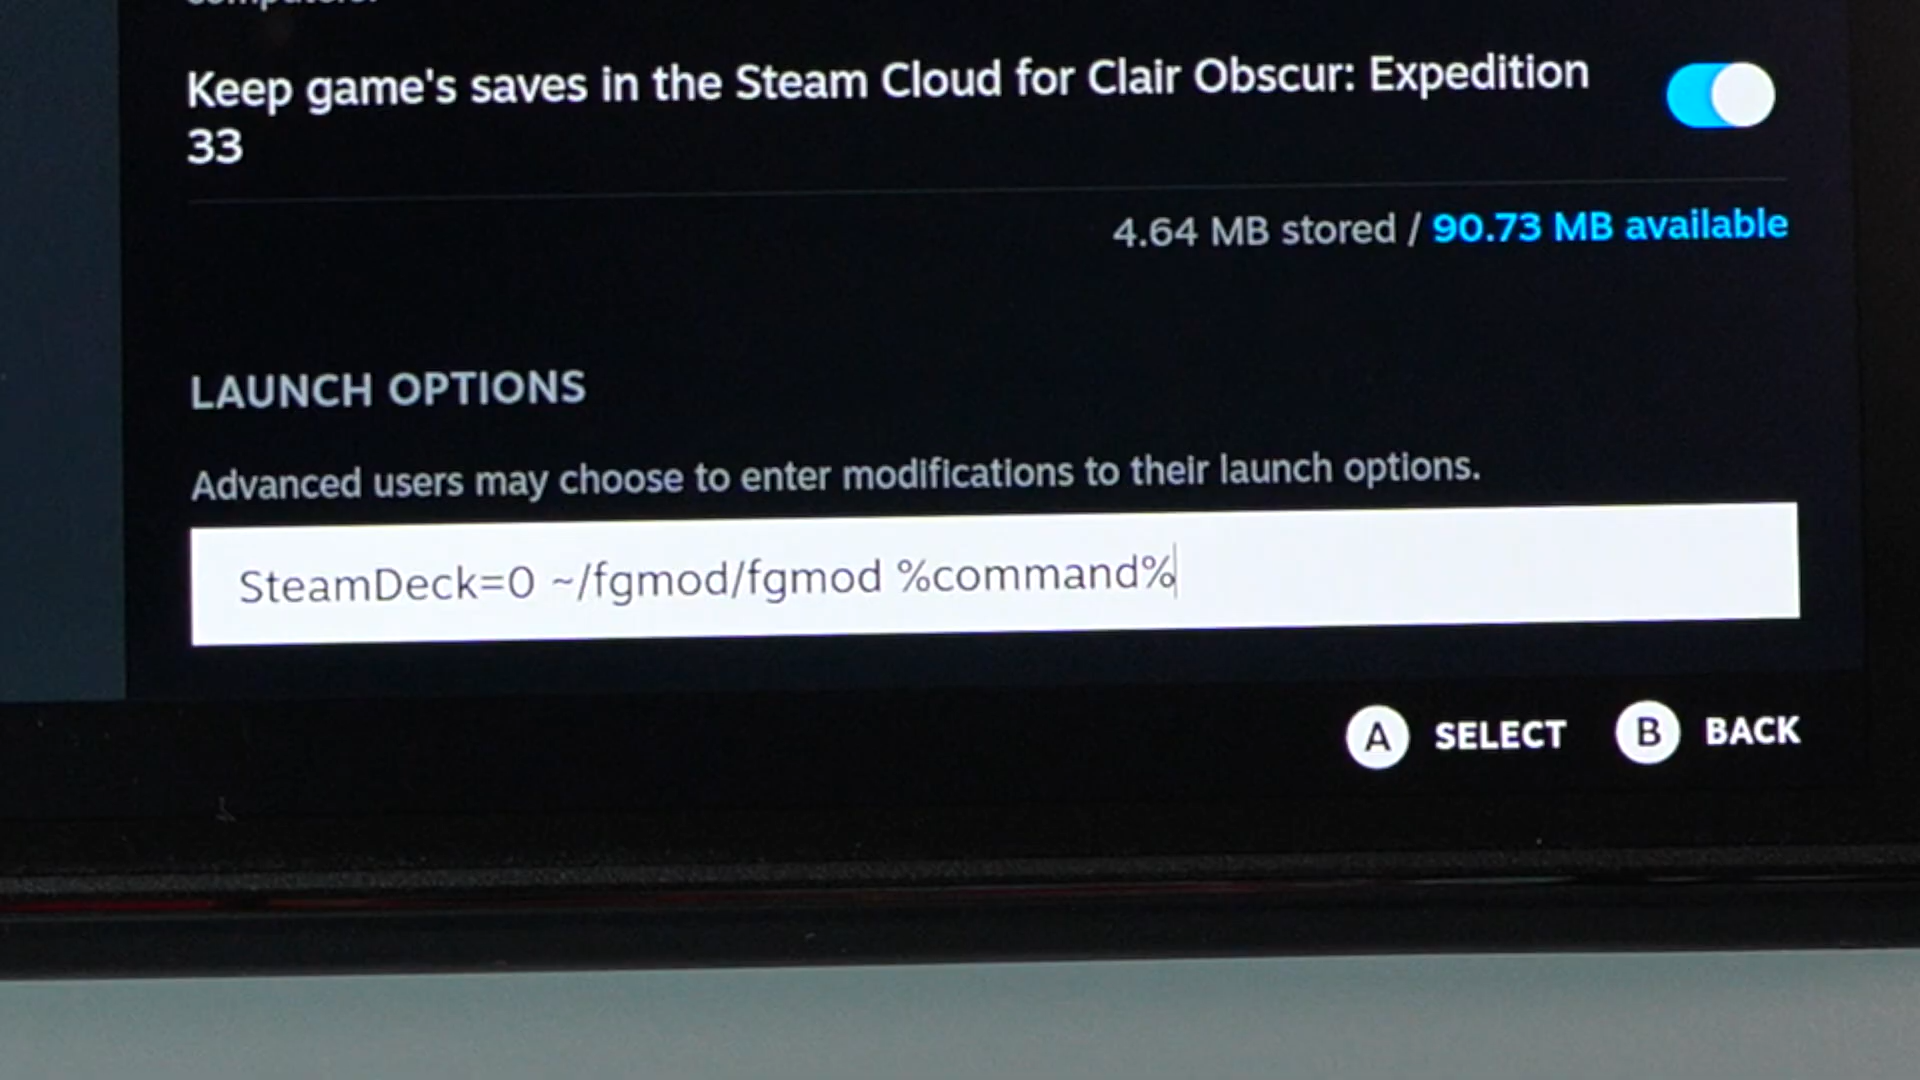 Keep game's saves in the Steam Cloud for Clair Obscur: Expedition
33
4.64 MB stored / 90.73 MB available
LAUNCH OPTIONS
Advanced users may choose to enter modifications to their launch options.
SteamDeck=0 ~/fgmod/fgmod %command%
A SELECT B BACK